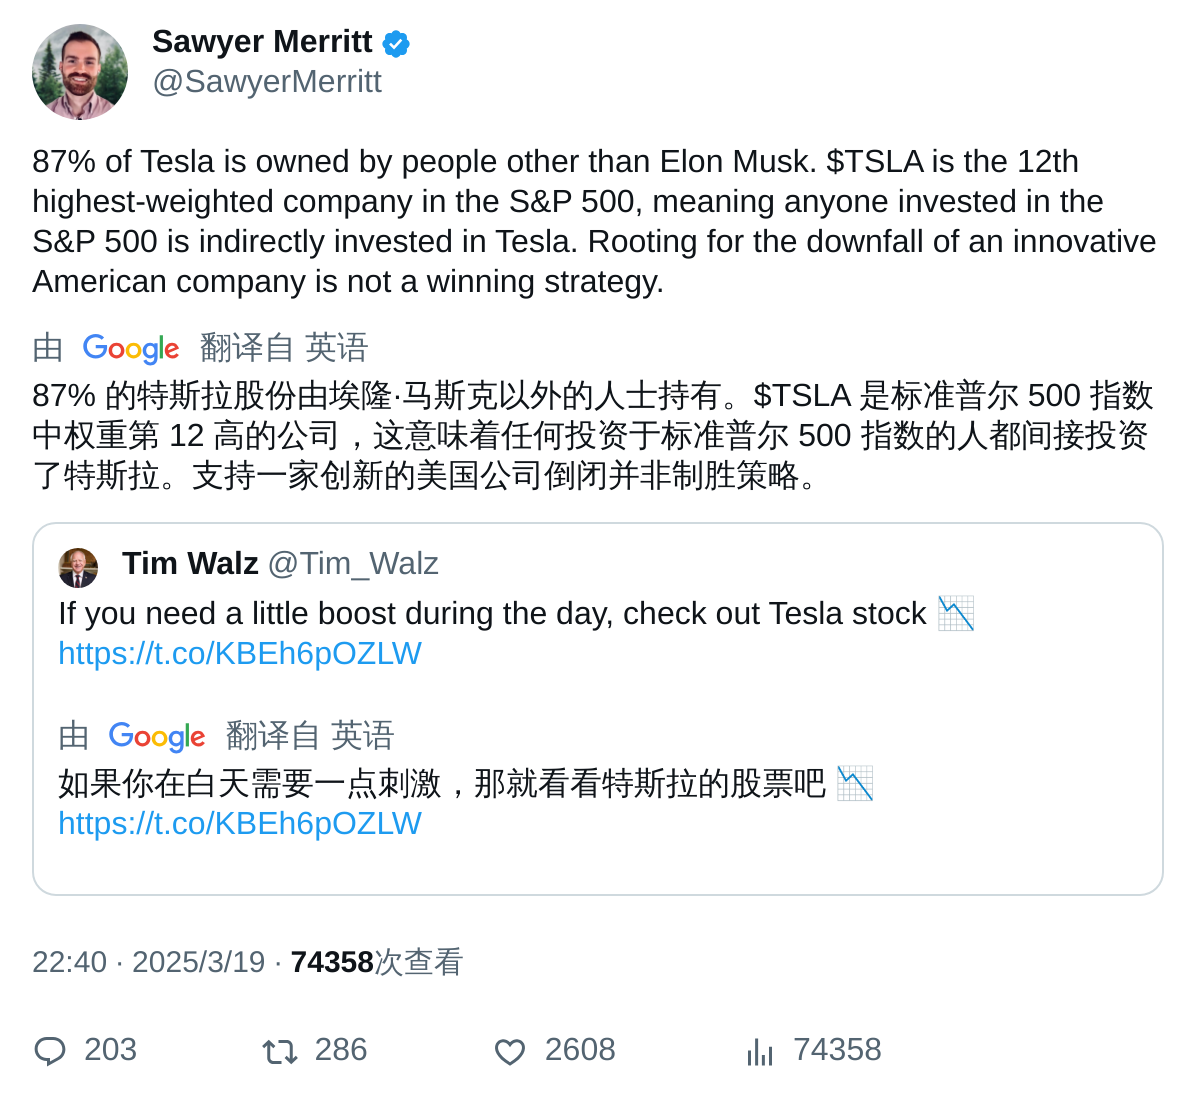 Sawyer Merritt
@SawyerMerritt
87% of Tesla is owned by people other than Elon Musk. $TSLA is the 12th
highest-weighted company in the S&P 500, meaning anyone invested in the
S&P 500 is indirectly invested in Tesla. Rooting for the downfall of an innovative
American company is not a winning strategy.
由 Google 翻译自 英语
87% 的特斯拉股份由埃隆·马斯克以外的人士持有。$TSLA 是标准普尔 500 指数
中权重第 12 高的公司，这意味着任何投资于标准普尔 500 指数的人都间接投资
了特斯拉。支持一家创新的美国公司倒闭并非制胜策略。
Tim Walz @Tim_Walz
If you need a little boost during the day, check out Tesla stock 📉
https://t.co/KBEh6pOZLW
由 Google 翻译自 英语
如果你在白天需要一点刺激，那就看看特斯拉的股票吧 📉
https://t.co/KBEh6pOZLW
22:40 · 2025/3/19 · 74358次查看
203 286 2608 74358